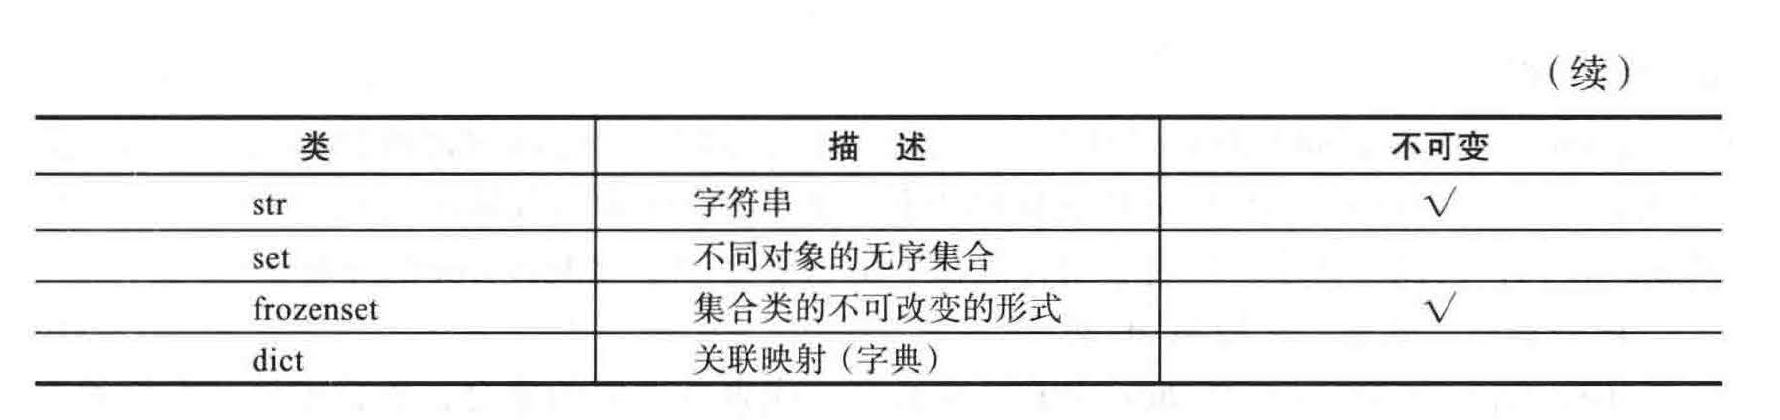 （续）
类 描 述 不可变
str 字符串 √
set 不同对象的无序集合
frozenset 集合类的不可改变的形式 √
dict 关联映射（字典）